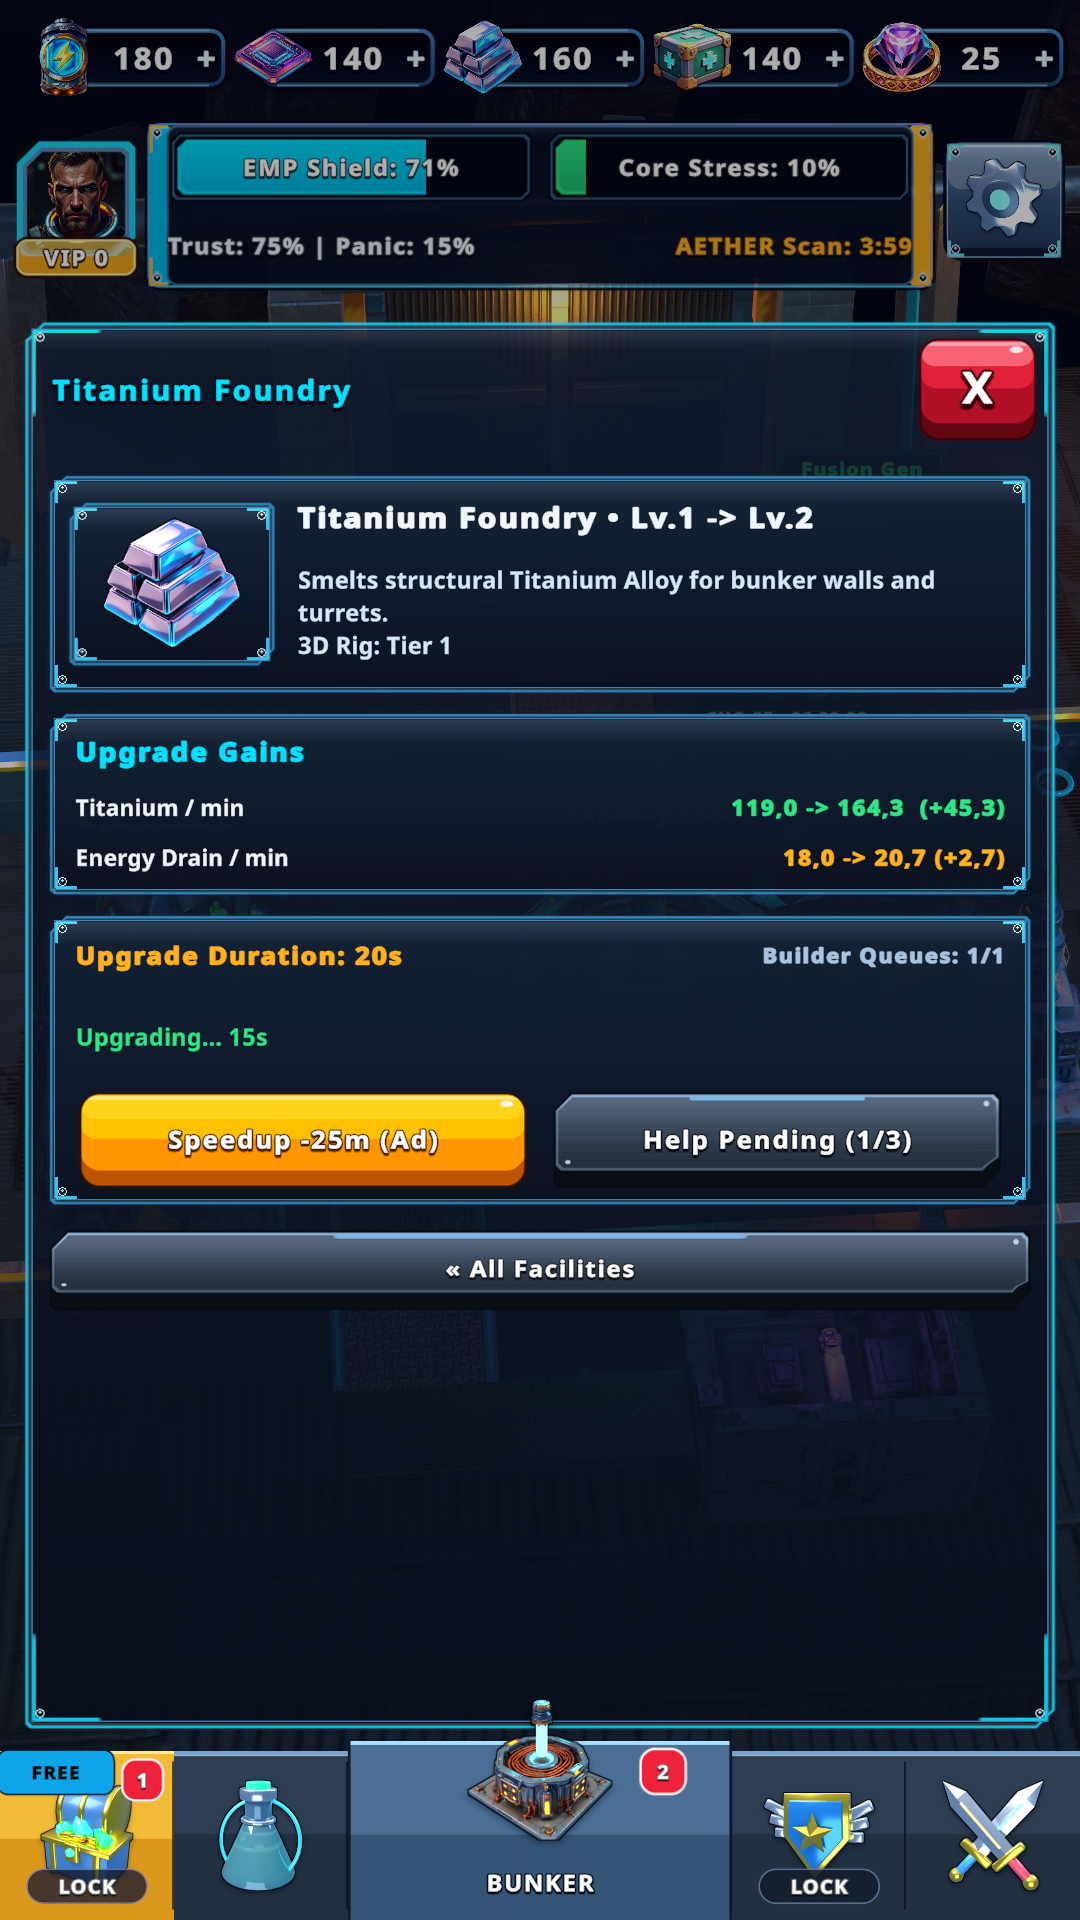 180 +
140 +
160 +
140 +
25 +
EMP Shield: 71%
Core Stress: 10%
VIP 0
Trust: 75% | Panic: 15%
AETHER Scan: 3:59
Titanium Foundry
X
Fusion Gen
Titanium Foundry • Lv.1 -> Lv.2
Smelts structural Titanium Alloy for bunker walls and
turrets.
3D Rig: Tier 1
Upgrade Gains
Titanium / min
119,0 -> 164,3 (+45,3)
Energy Drain / min
18,0 -> 20,7 (+2,7)
Upgrade Duration: 20s
Builder Queues: 1/1
Upgrading... 15s
Speedup -25m (Ad)
Help Pending (1/3)
« All Facilities
FREE
1
2
LOCK
BUNKER
LOCK